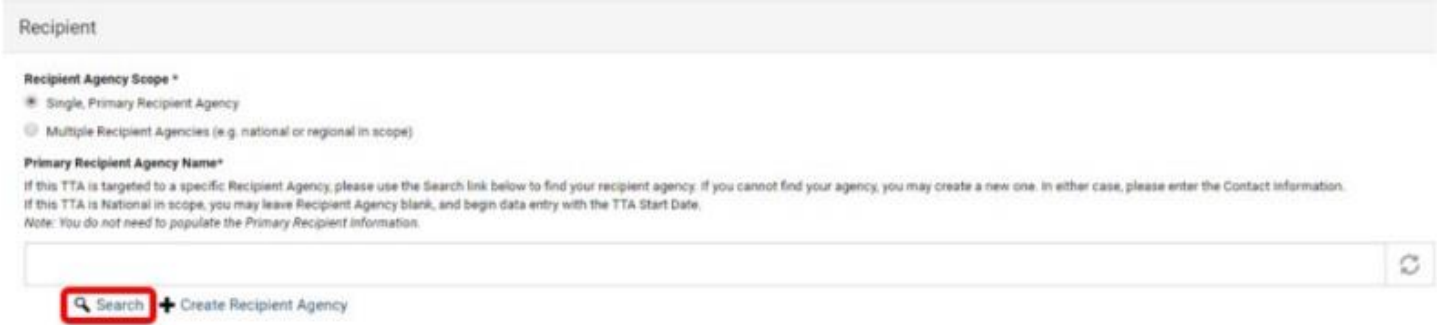 Recipient
Recipient Agency Scope *
Single, Primary Recipient Agency
Multiple Recipient Agencies (e.g. national or regional in scope)
Primary Recipient Agency Name*
If this TTA is targeted to a specific Recipient Agency, please use the Search link below to find your recipient agency. If you cannot find your agency, you may create a new one. In either case, please enter the Contact Information.
If this TTA is National in scope, you may leave Recipient Agency blank, and begin data entry with the TTA Start Date.
Note: You do not need to populate the Primary Recipient Information.
Search Create Recipient Agency